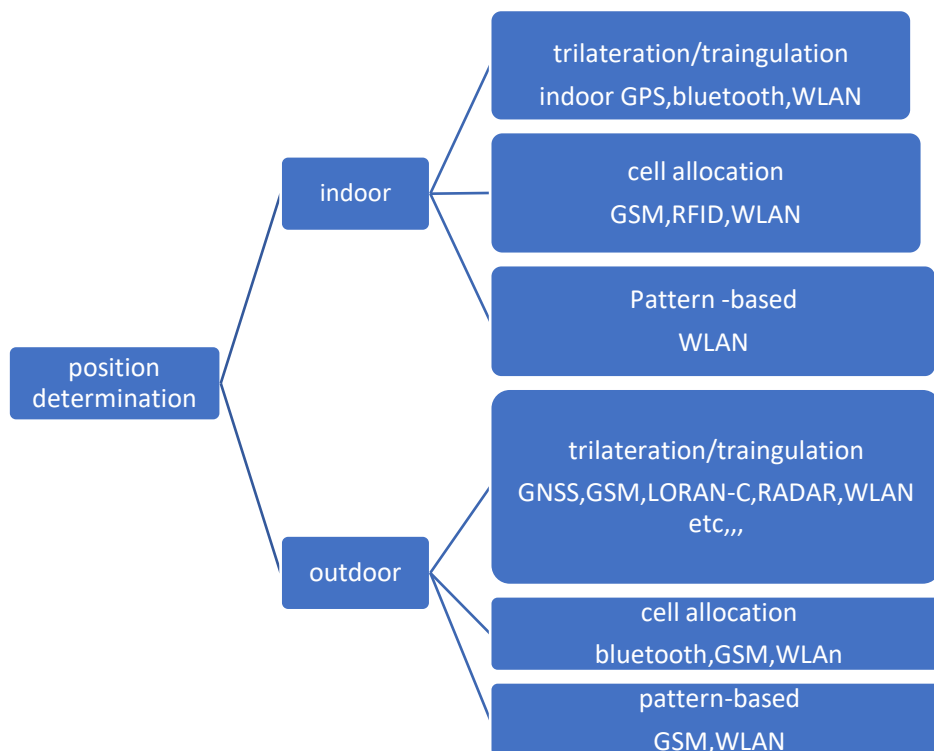 trilateration/traingulation
indoor GPS,bluetooth,WLAN
indoor
cell allocation
GSM,RFID,WLAN
Pattern -based
WLAN
position
determination
trilateration/traingulation
GNSS,GSM,LORAN-C,RADAR,WLAN
etc,,,
outdoor
cell allocation
bluetooth,GSM,WLAn
pattern-based
GSM,WLAN